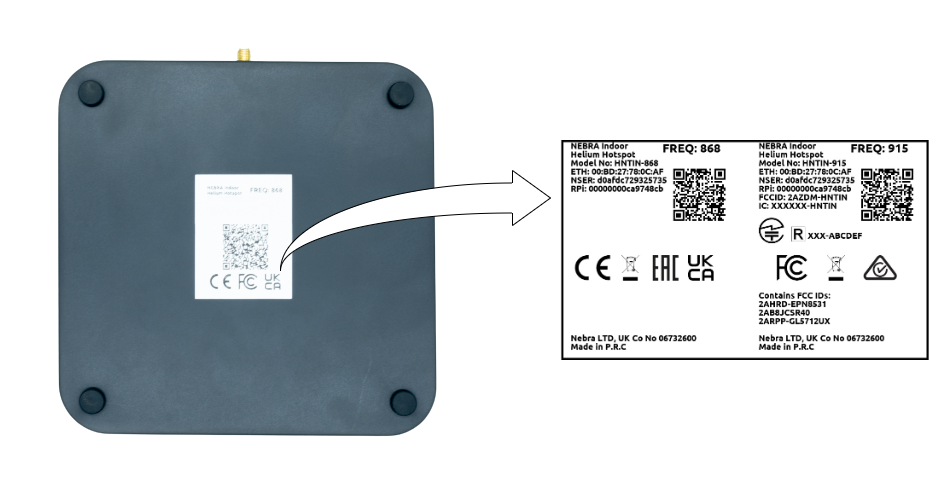 NEBRA Indoor
Helium Hotspot
FREQ: 868
CE FC UK
CA
NEBRA Indoor
Helium Hotspot
FREQ: 868
Model No: HNTIN-868
ETH: 00:BD:27:78:0C:AF
NSER: d0afdc729325735
RPi: 00000000ca9748cb
CE EAC UK
CA
Nebra LTD, UK Co No 06732600
Made in P.R.C
NEBRA Indoor
Helium Hotspot
FREQ: 915
Model No: HNTIN-915
ETH: 00:BD:27:78:0C:AF
NSER: d0afdc729325735
RPi: 00000000ca9748cb
FCCID: 2AZDM-HNTIN
IC: XXXXXX-HNTIN
R XXX-ABCDEF
FC
Contains FCC IDs:
2AHRD-EPN8531
2AB8JCSR40
2ARPP-GL5712UX
Nebra LTD, UK Co No 06732600
Made in P.R.C